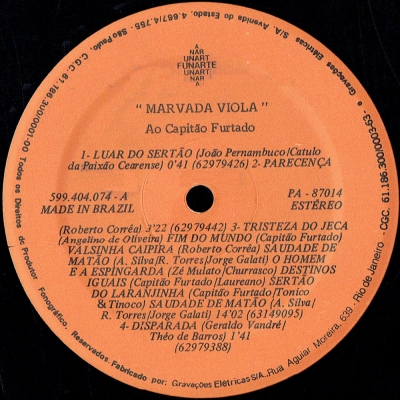 A
NAR
UNART
FUNARTE
UNART
NAR
A
" MARVADA VIOLA "
Ao Capitão Furtado
1- LUAR DO SERTÃO (João Pernambuco/Catulo
da Paixão Cearense) 0'41 (62979426) 2- PARECENÇA
599.404.074 - A
MADE IN BRAZIL
PA - 87014
ESTÉREO
(Roberto Corrêa) 3'22 (62979442) 3- TRISTEZA DO JECA
(Angelino de Oliveira) FIM DO MUNDO (Capitão Furtado)
VALSINHA CAIPIRA (Roberto Corrêa) SAUDADE DE
MATÃO (A. Silva/R. Torres/Jorge Galati) O HOMEM
E A ESPINGARDA (Zé Mulato/Churrasco) DESTINOS
IGUAIS (Capitão Furtado/Laureano) SERTÃO
DO LARANJINHA (Capitão Furtado/Tonico
& Tinoco) SAUDADE DE MATÃO (A. Silva/
R. Torres/Jorge Galati) 14'02 (63149095)
4- DISPARADA (Geraldo Vandré/
Théo de Barros) 1'41
(62979388)
Todos os Direitos de Produtor Fonográfico, Reservados. Fabricado por: Gravações Elétricas S/A., Rua Aguiar Moreira, 639 - Rio de Janeiro - CGC. 61.186.300/0003-63 - e Gravações Elétricas S/A. Avenida do Estado, 4.667/4.755 - São Paulo. C.G.C. 61.186.300/0001-00